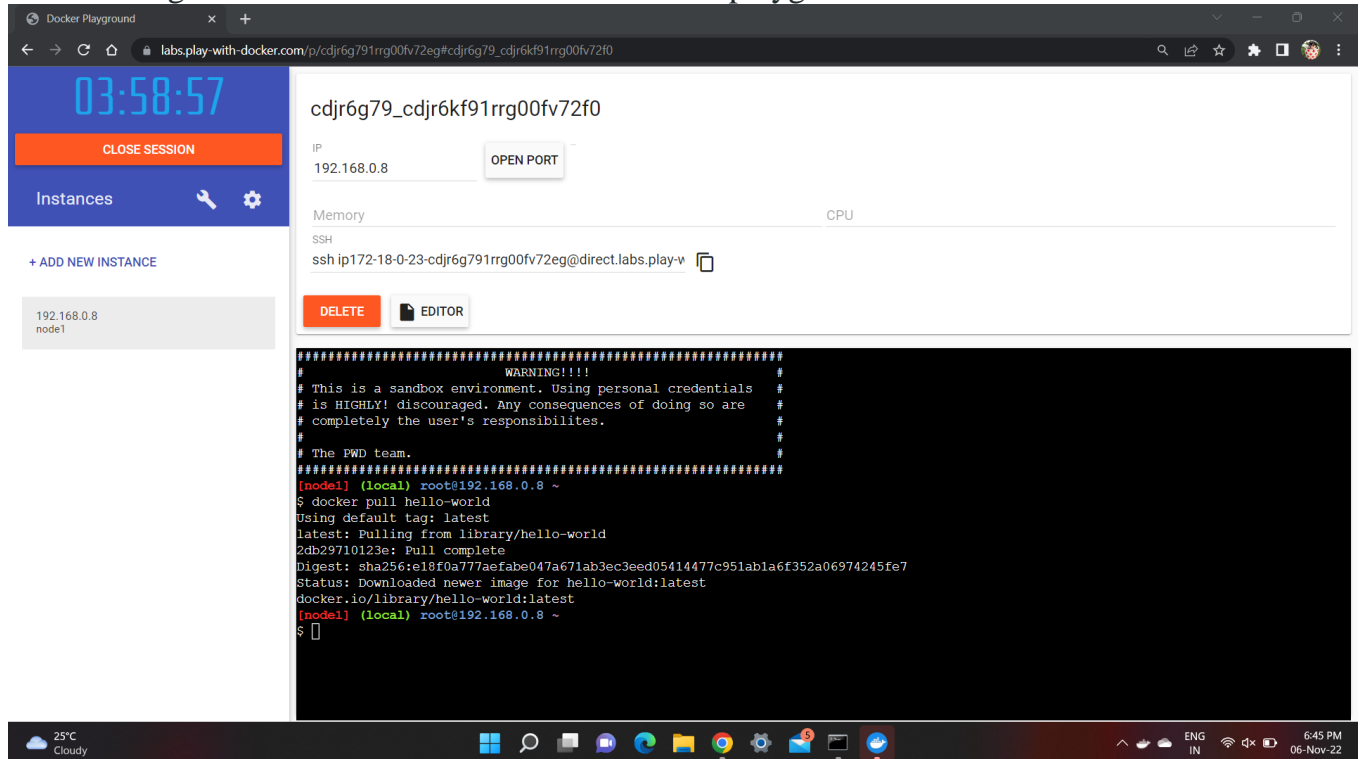 Docker Playground
labs.play-with-docker.com/p/cdjr6g791rrg00fv72eg#cdjr6g79_cdjr6kf91rrg00fv72f0
03:58:57
CLOSE SESSION
Instances
+ ADD NEW INSTANCE
192.168.0.8
node1
cdjr6g79_cdjr6kf91rrg00fv72f0
IP
192.168.0.8
OPEN PORT
Memory
CPU
SSH
ssh ip172-18-0-23-cdjr6g791rrg00fv72eg@direct.labs.play-w
DELETE
EDITOR
###############################################################
# WARNING!!!! #
# This is a sandbox environment. Using personal credentials #
# is HIGHLY! discouraged. Any consequences of doing so are #
# completely the user's responsibilites. #
# #
# The PWD team. #
###############################################################
[node1] (local) root@192.168.0.8 ~
$ docker pull hello-world
Using default tag: latest
latest: Pulling from library/hello-world
2db29710123e: Pull complete
Digest: sha256:e18f0a777aefabe047a671ab3ec3eed05414477c951ab1a6f352a06974245fe7
Status: Downloaded newer image for hello-world:latest
docker.io/library/hello-world:latest
[node1] (local) root@192.168.0.8 ~
$
25°C
Cloudy
5
ENG
IN
6:45 PM
06-Nov-22